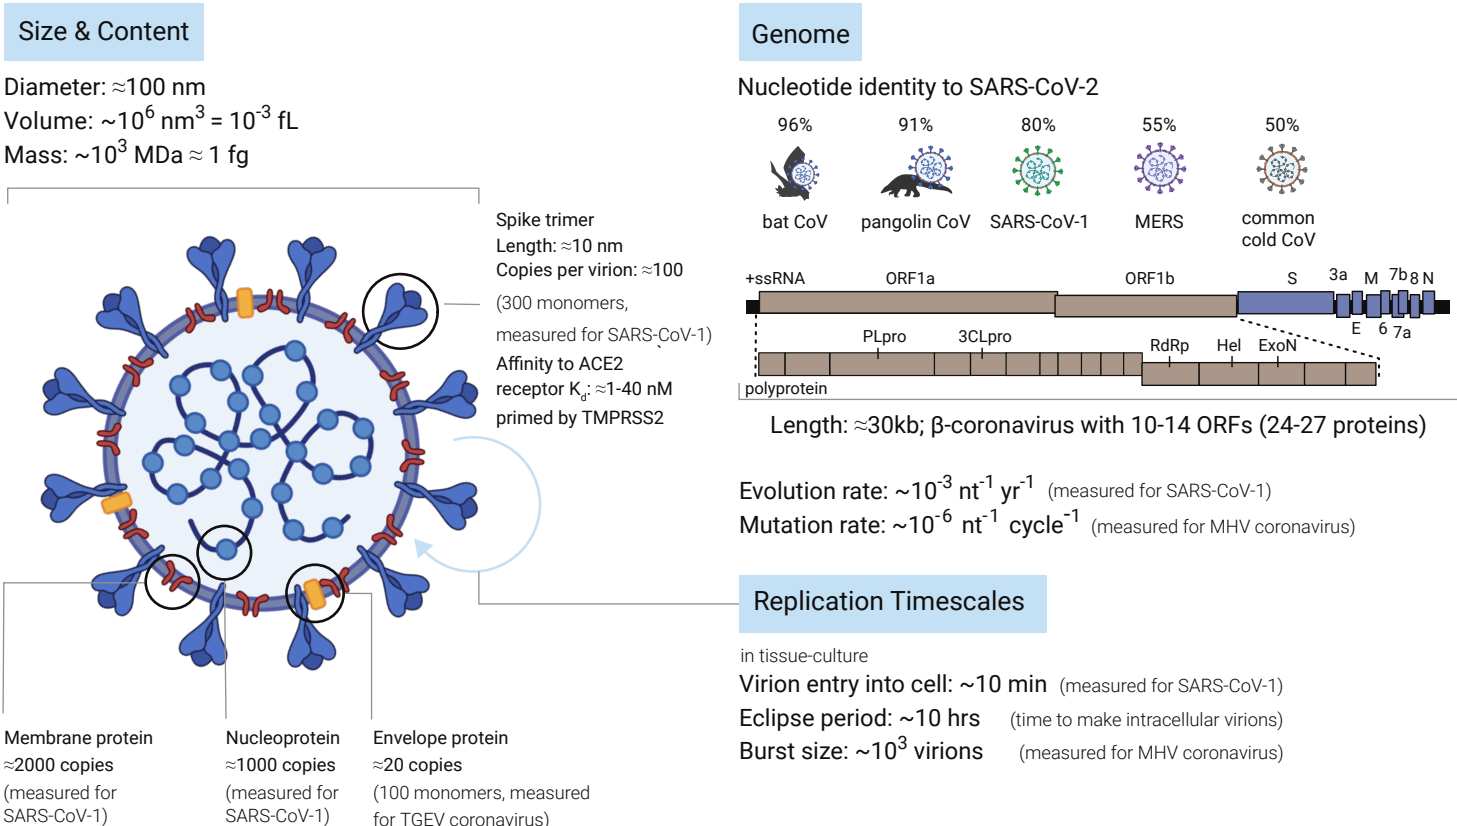 Size & Content
Diameter: ≈100 nm
Volume: ~10⁶ nm³ = 10⁻³ fL
Mass: ~10³ MDa ≈ 1 fg
Spike trimer
Length: ≈10 nm
Copies per virion: ≈100
(300 monomers,
measured for SARS-CoV-1)
Affinity to ACE2
receptor K_d: ≈1-40 nM
primed by TMPRSS2
Membrane protein
≈2000 copies
(measured for
SARS-CoV-1)
Nucleoprotein
≈1000 copies
(measured for
SARS-CoV-1)
Envelope protein
≈20 copies
(100 monomers, measured
for TGEV coronavirus)
Genome
Nucleotide identity to SARS-CoV-2
96% 91% 80% 55% 50%
bat CoV pangolin CoV SARS-CoV-1 MERS common
cold CoV
+ssRNA ORF1a ORF1b S 3a M 7b 8 N
E 6 7a
PLpro 3CLpro RdRp Hel ExoN
polyprotein
Length: ≈30kb; β-coronavirus with 10-14 ORFs (24-27 proteins)
Evolution rate: ~10⁻³ nt⁻¹ yr⁻¹ (measured for SARS-CoV-1)
Mutation rate: ~10⁻⁶ nt⁻¹ cycle⁻¹ (measured for MHV coronavirus)
Replication Timescales
in tissue-culture
Virion entry into cell: ~10 min (measured for SARS-CoV-1)
Eclipse period: ~10 hrs (time to make intracellular virions)
Burst size: ~10³ virions (measured for MHV coronavirus)